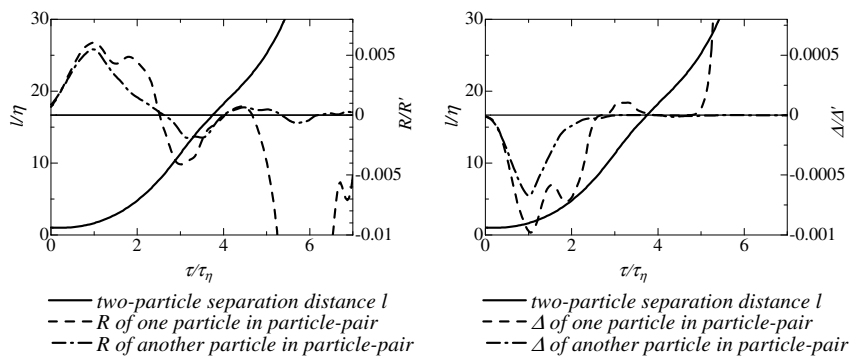 30
20
10
0
l/η
0.005
0
-0.005
-0.01
R/R'
0 2 4 6
τ/τη
two-particle separation distance l
R of one particle in particle-pair
R of another particle in particle-pair
30
20
10
0
l/η
0.0005
0
-0.0005
-0.001
Δ/Δ'
0 2 4 6
τ/τη
two-particle separation distance l
Δ of one particle in particle-pair
Δ of another particle in particle-pair